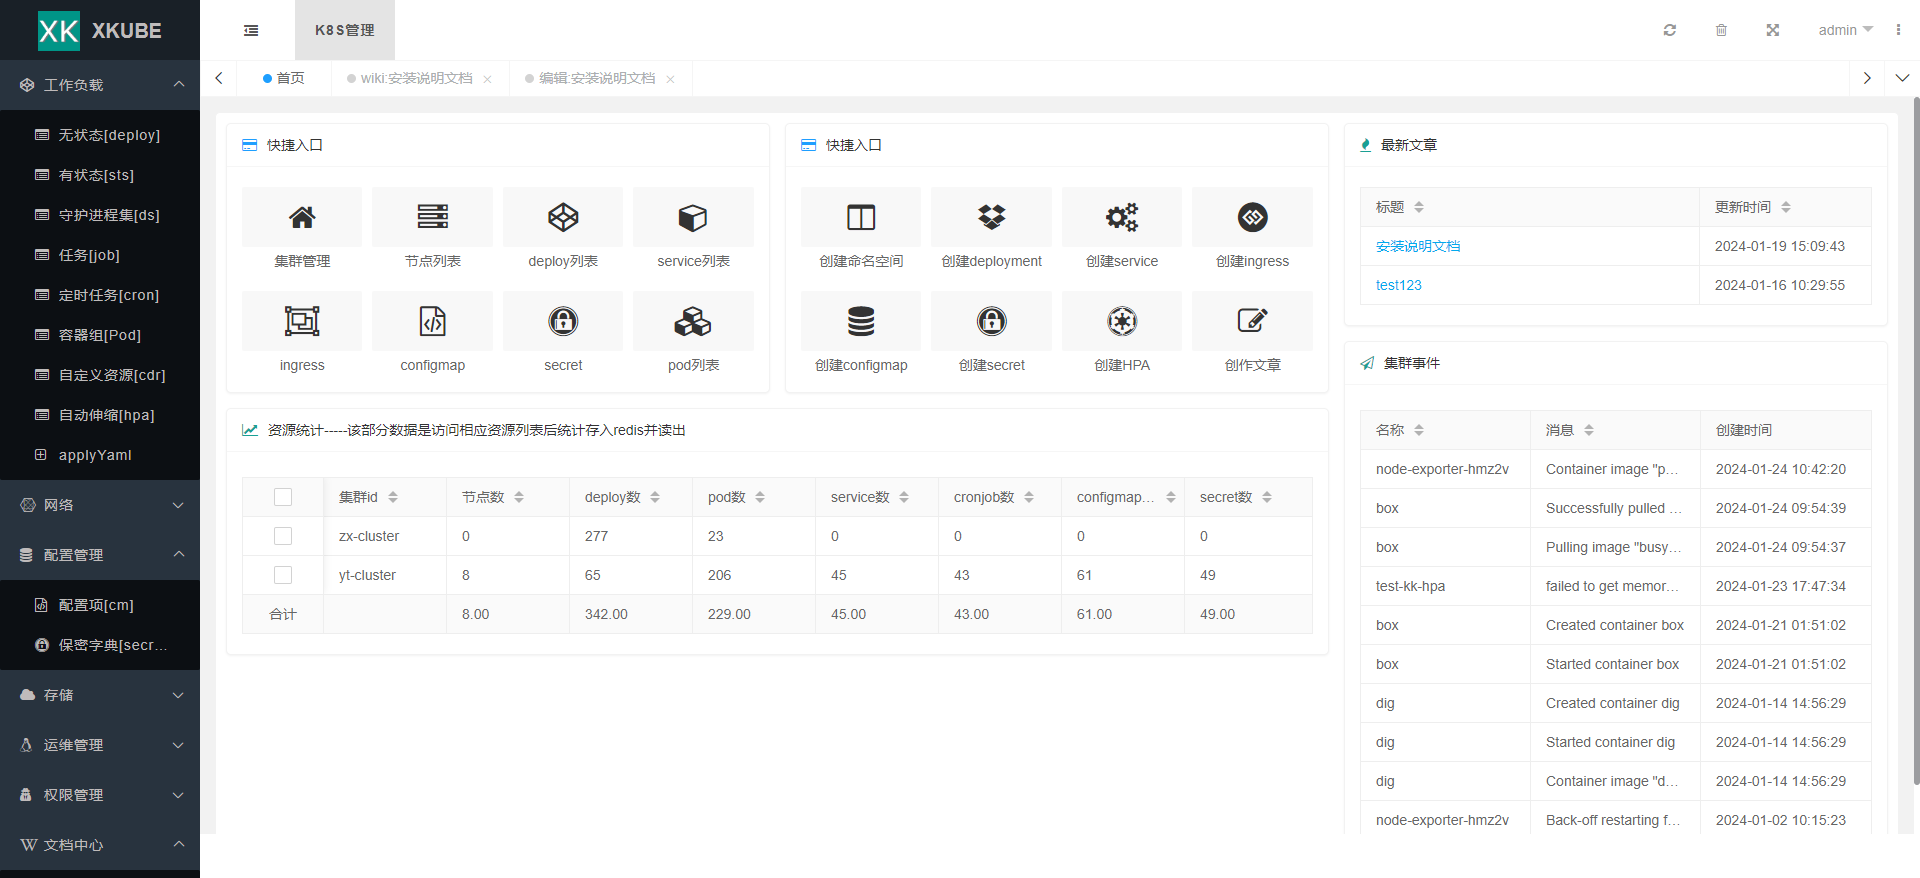 XK XKUBE
工作负载
无状态[deploy]
有状态[sts]
守护进程集[ds]
任务[job]
定时任务[cron]
容器组[Pod]
自定义资源[cdr]
自动伸缩[hpa]
applyYaml
网络
配置管理
配置项[cm]
保密字典[secr...
存储
运维管理
权限管理
文档中心
K8S管理
admin
首页 wiki:安装说明文档 编辑:安装说明文档
快捷入口
集群管理 节点列表 deploy列表 service列表
ingress configmap secret pod列表
快捷入口
创建命名空间 创建deployment 创建service 创建ingress
创建configmap 创建secret 创建HPA 创作文章
资源统计-----该部分数据是访问相应资源列表后统计存入redis并读出
集群id 节点数 deploy数 pod数 service数 cronjob数 configmap... secret数
zx-cluster 0 277 23 0 0 0 0
yt-cluster 8 65 206 45 43 61 49
合计 8.00 342.00 229.00 45.00 43.00 61.00 49.00
最新文章
标题 更新时间
安装说明文档 2024-01-19 15:09:43
test123 2024-01-16 10:29:55
集群事件
名称 消息 创建时间
node-exporter-hmz2v Container image "p... 2024-01-24 10:42:20
box Successfully pulled ... 2024-01-24 09:54:39
box Pulling image "busy... 2024-01-24 09:54:37
test-kk-hpa failed to get memor... 2024-01-23 17:47:34
box Created container box 2024-01-21 01:51:02
box Started container box 2024-01-21 01:51:02
dig Created container dig 2024-01-14 14:56:29
dig Started container dig 2024-01-14 14:56:29
dig Container image "d... 2024-01-14 14:56:29
node-exporter-hmz2v Back-off restarting f... 2024-01-02 10:15:23